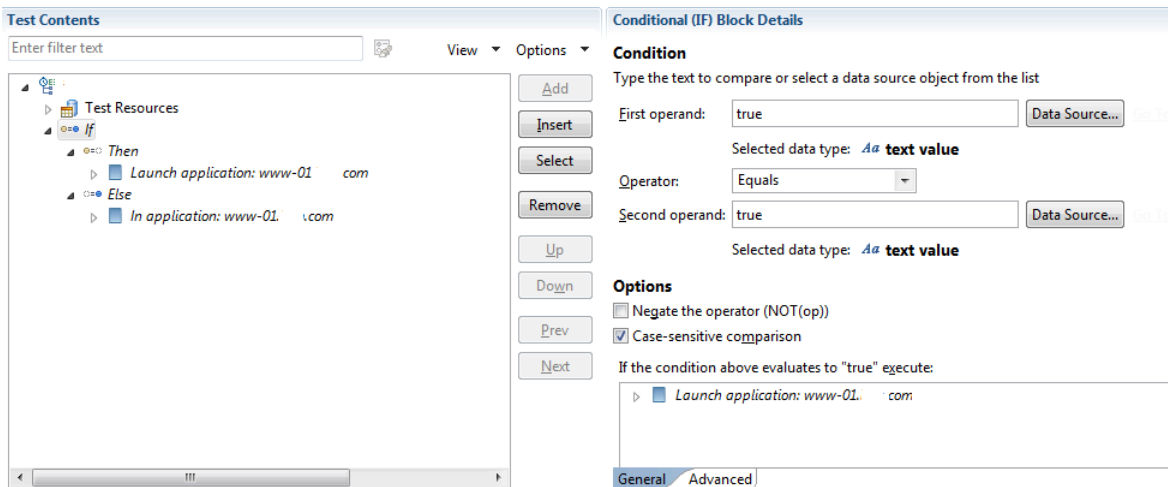 Test Contents
Enter filter text
View
Options
Test Resources
If
Then
Launch application: www-01 com
Else
In application: www-01. .com
Add
Insert
Select
Remove
Up
Down
Prev
Next
Conditional (IF) Block Details
Condition
Type the text to compare or select a data source object from the list
First operand: true Data Source...
Selected data type: Aa text value
Operator: Equals
Second operand: true Data Source...
Selected data type: Aa text value
Options
Negate the operator (NOT(op))
Case-sensitive comparison
If the condition above evaluates to "true" execute:
Launch application: www-01. com
General Advanced